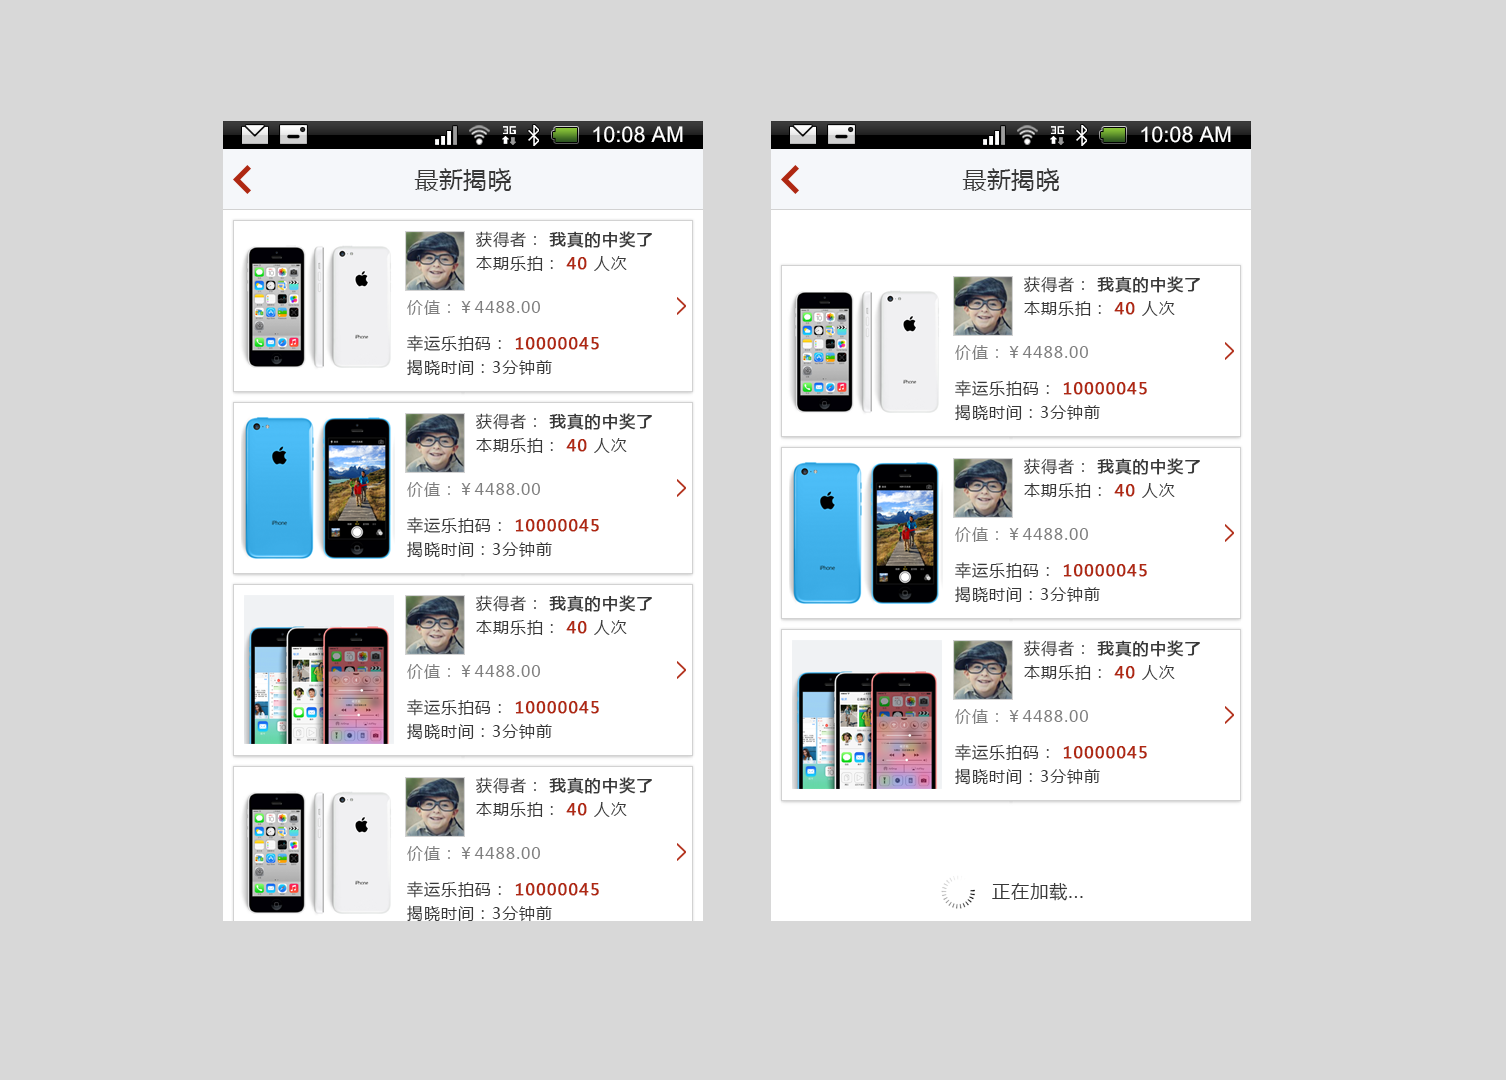 3G 10:08 AM
最新揭晓
获得者： 我真的中奖了
本期乐拍： 40 人次
价值：￥4488.00
幸运乐拍码： 10000045
揭晓时间：3分钟前
iPhone
获得者： 我真的中奖了
本期乐拍： 40 人次
价值：￥4488.00
幸运乐拍码： 10000045
揭晓时间：3分钟前
iPhone
获得者： 我真的中奖了
本期乐拍： 40 人次
价值：￥4488.00
幸运乐拍码： 10000045
揭晓时间：3分钟前
获得者： 我真的中奖了
本期乐拍： 40 人次
价值：￥4488.00
幸运乐拍码： 10000045
揭晓时间：3分钟前
iPhone
3G 10:08 AM
最新揭晓
获得者： 我真的中奖了
本期乐拍： 40 人次
价值：￥4488.00
幸运乐拍码： 10000045
揭晓时间：3分钟前
iPhone
获得者： 我真的中奖了
本期乐拍： 40 人次
价值：￥4488.00
幸运乐拍码： 10000045
揭晓时间：3分钟前
iPhone
获得者： 我真的中奖了
本期乐拍： 40 人次
价值：￥4488.00
幸运乐拍码： 10000045
揭晓时间：3分钟前
正在加载...